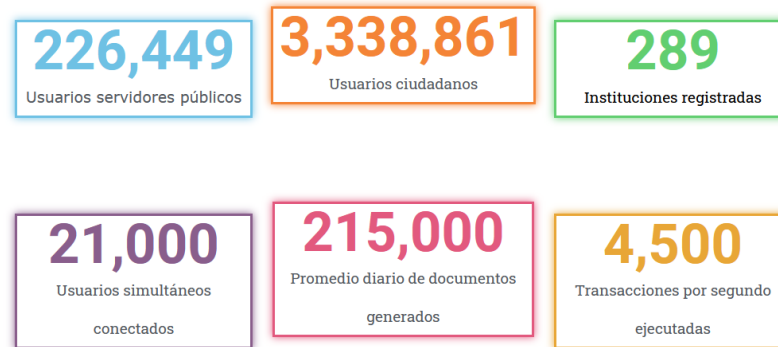 226,449
Usuarios servidores públicos
3,338,861
Usuarios ciudadanos
289
Instituciones registradas
21,000
Usuarios simultáneos
conectados
215,000
Promedio diario de documentos
generados
4,500
Transacciones por segundo
ejecutadas